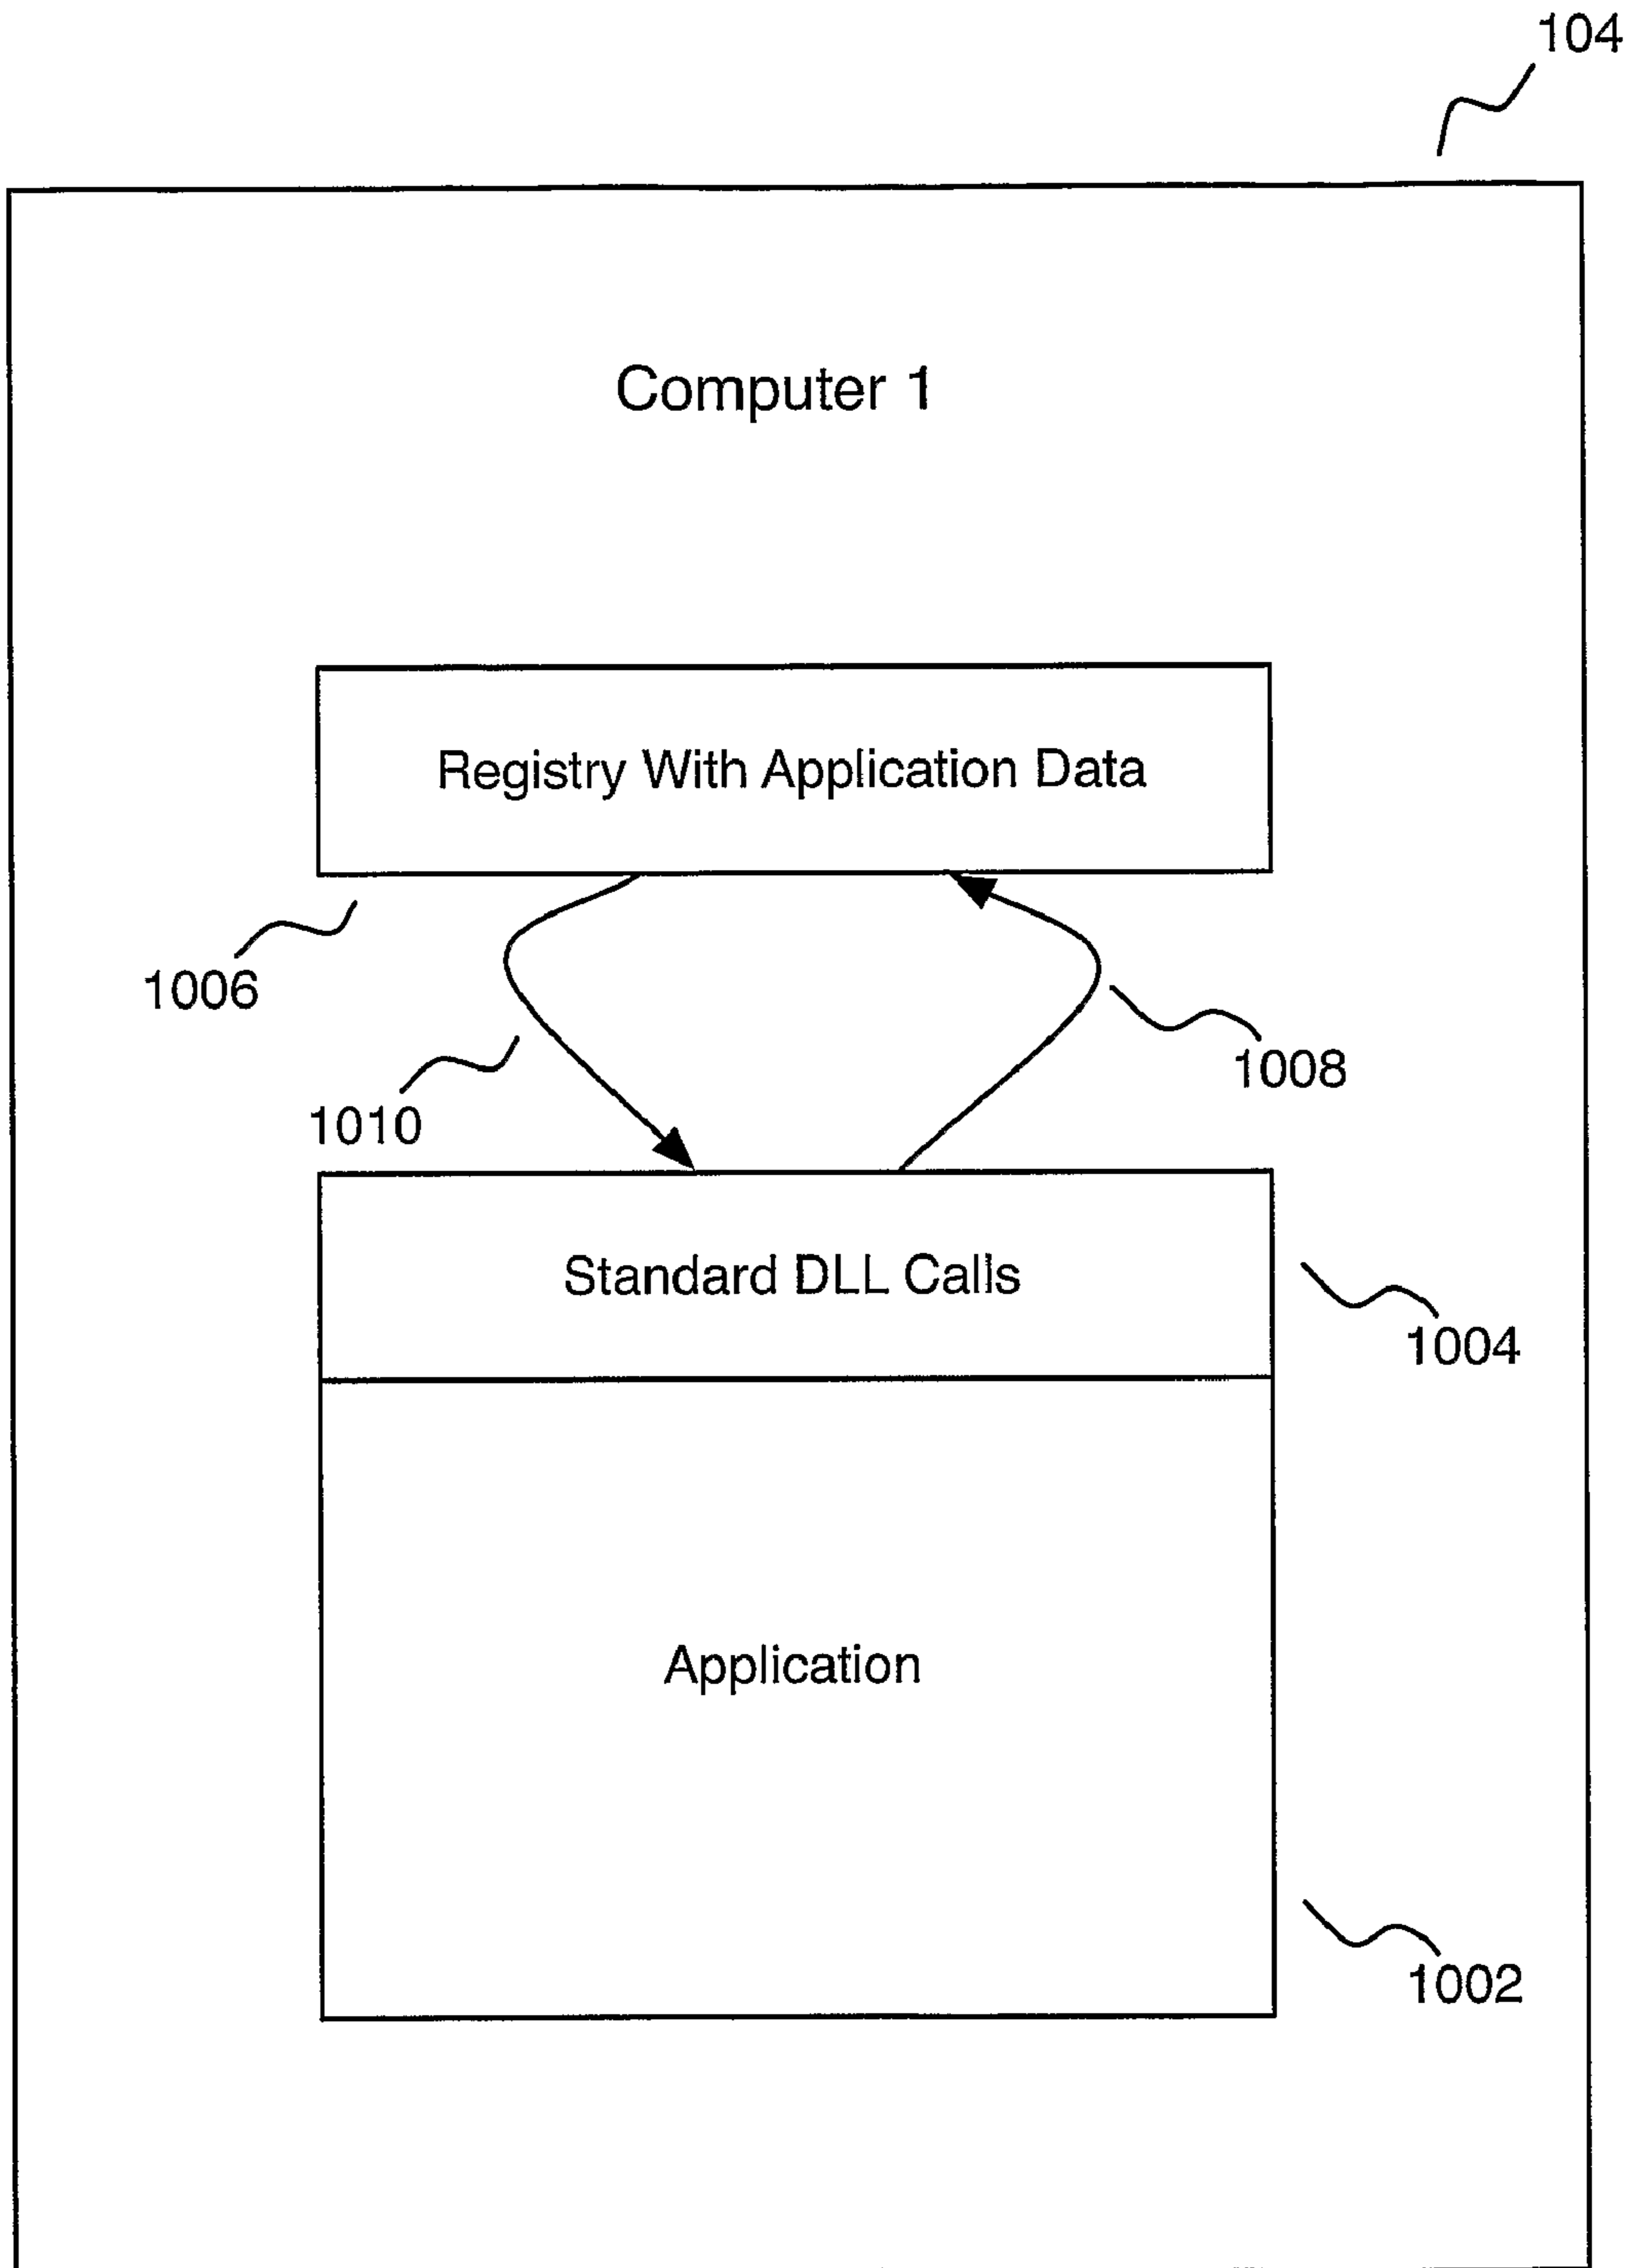 104
Computer 1
Registry With Application Data
1006
1008
1010
Standard DLL Calls
1004
Application
1002